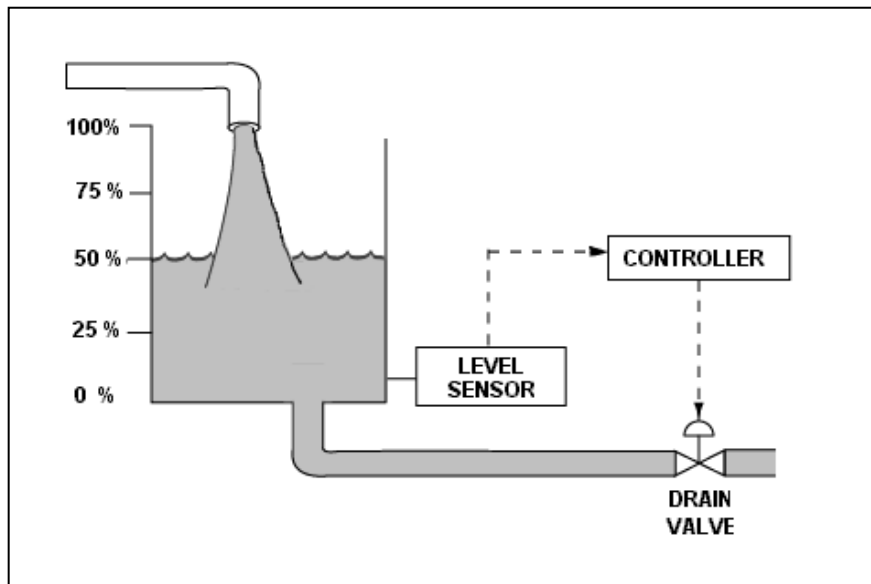 100%
75 %
50 %
25 %
0 %
LEVEL
SENSOR
CONTROLLER
DRAIN
VALVE